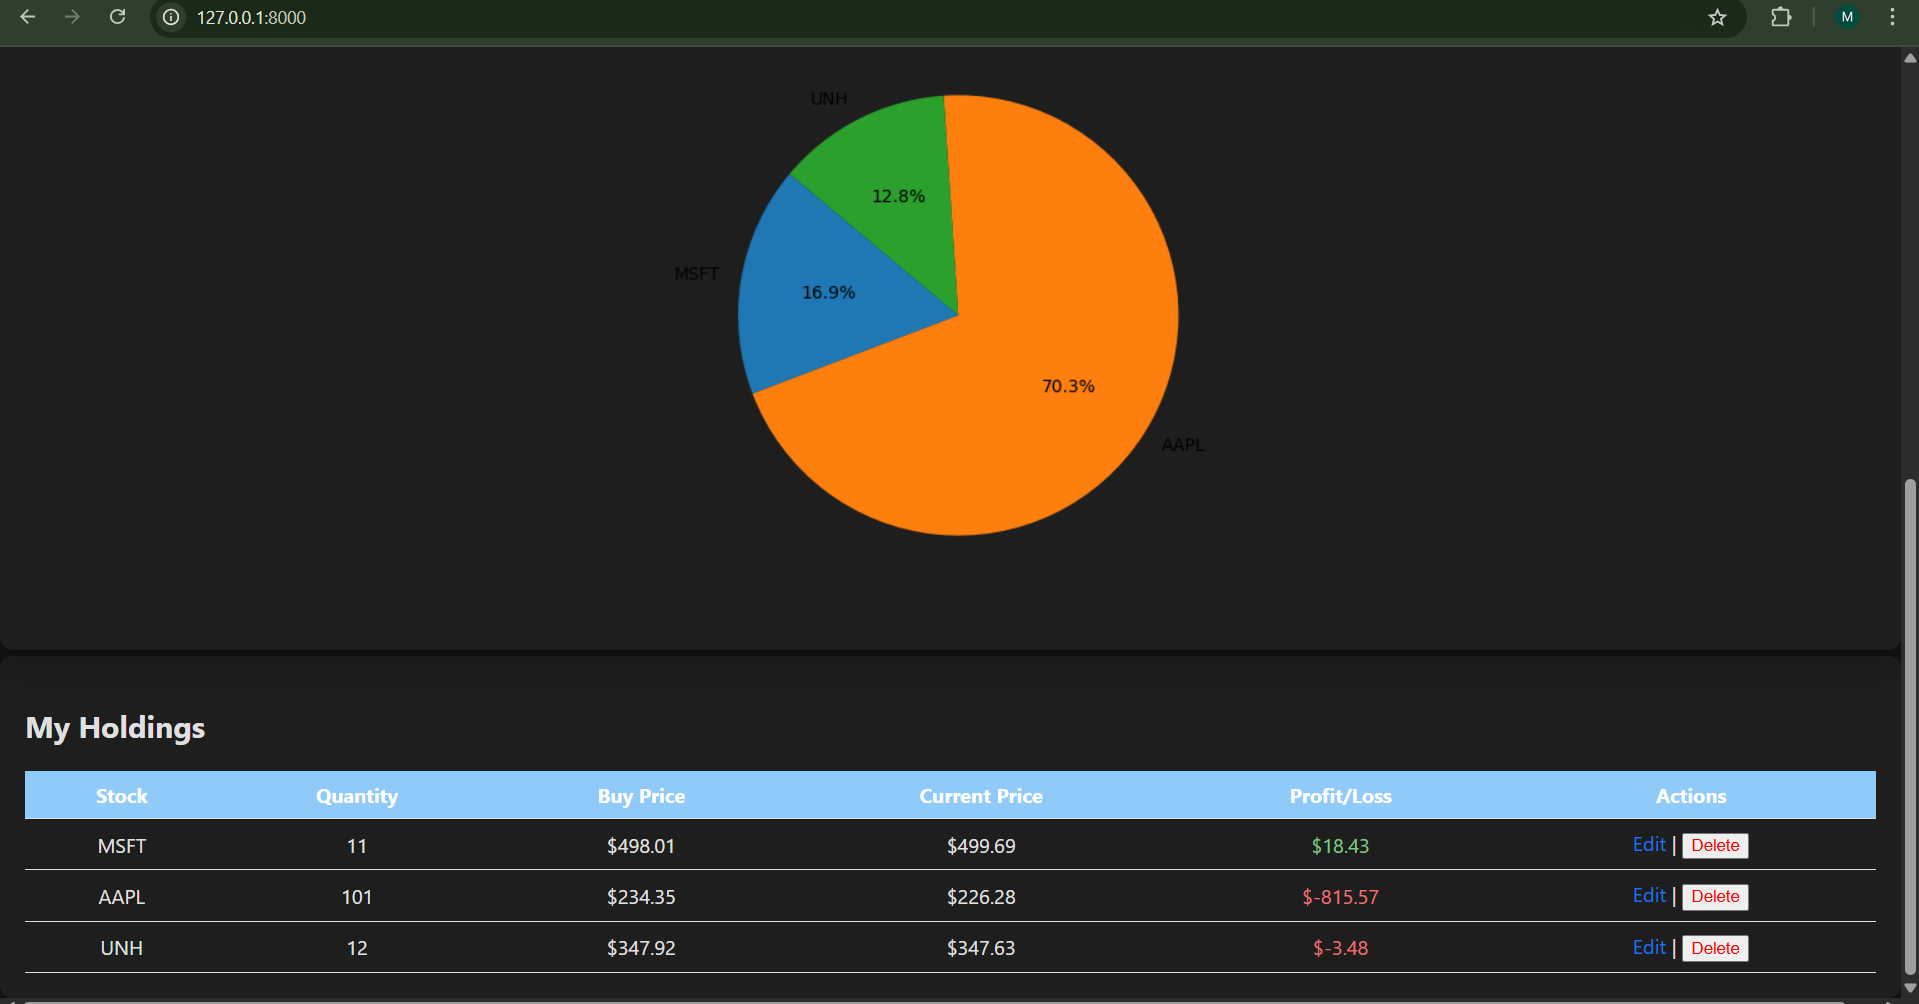 127.0.0.1:8000
M
UNH
12.8%
MSFT
16.9%
70.3%
AAPL
My Holdings
Stock Quantity Buy Price Current Price Profit/Loss Actions
MSFT 11 $498.01 $499.69 $18.43 Edit | Delete
AAPL 101 $234.35 $226.28 $-815.57 Edit | Delete
UNH 12 $347.92 $347.63 $-3.48 Edit | Delete